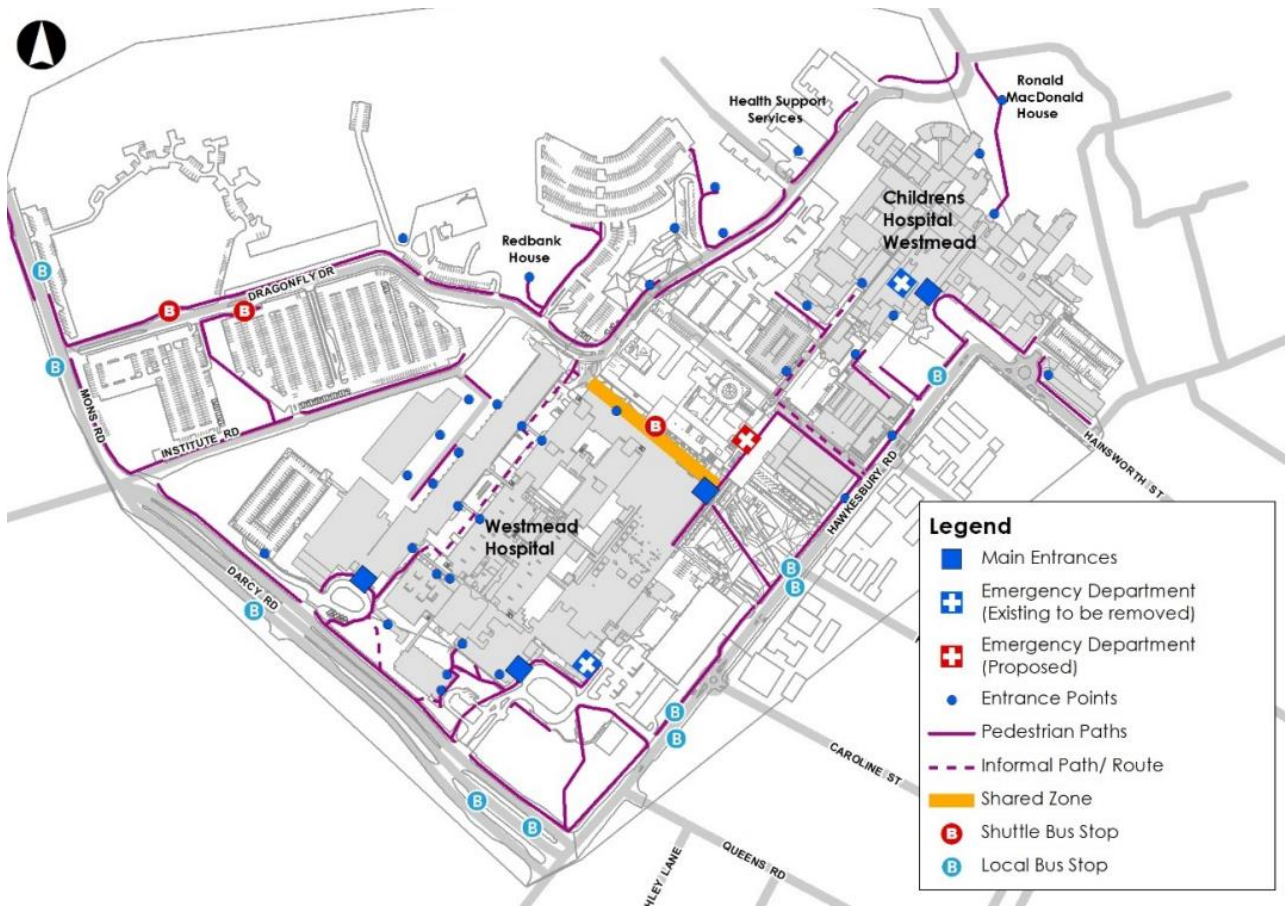 Ronald
MacDonald
House
Health Support
Services
Childrens
Hospital
Westmead
Redbank
House
B
DRAGONFLY DR
B
B
B
B
MONS RD
INSTITUTE RD
B
HAWKESBURY RD
HAINSWORTH ST
Westmead
Hospital
DARCY RD
B
B
B
B
B
CAROLINE ST
B
B
QUEENS RD
HLEY LANE
Legend
Main Entrances
Emergency Department
(Existing to be removed)
Emergency Department
(Proposed)
Entrance Points
Pedestrian Paths
Informal Path/ Route
Shared Zone
B Shuttle Bus Stop
B Local Bus Stop